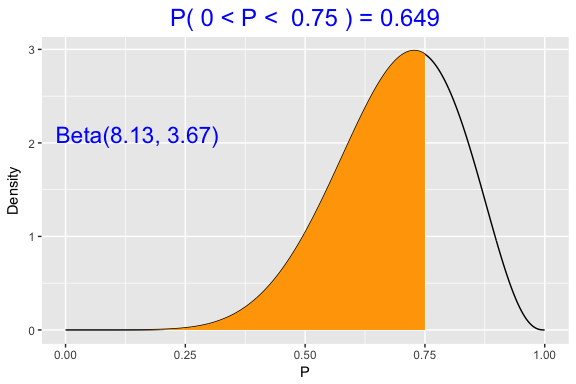 P( 0 < P <  0.75 ) = 0.649
Beta(8.13, 3.67)
Density
3
2
1
0
0.00 0.25 0.50 0.75 1.00
P